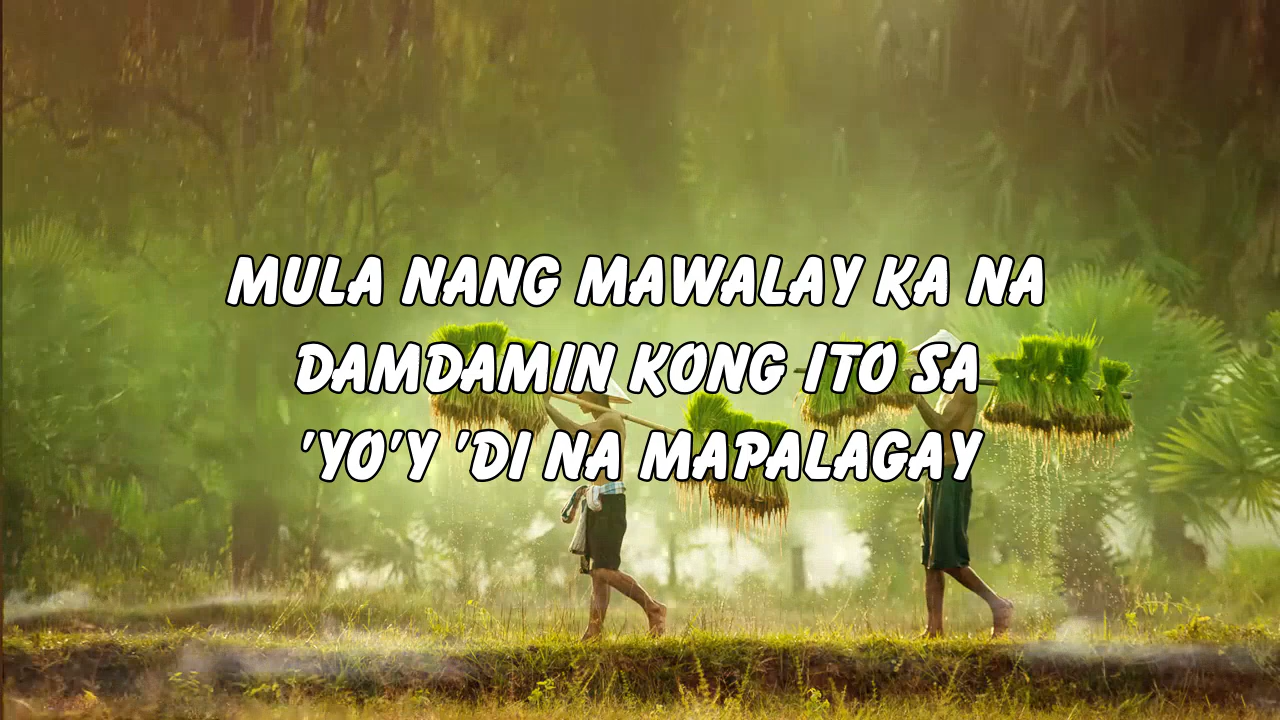 MULA NANG MAWALAY KA NA
DAMDAMIN KONG ITO SA
'YO'Y 'DI NA MAPALAGAY